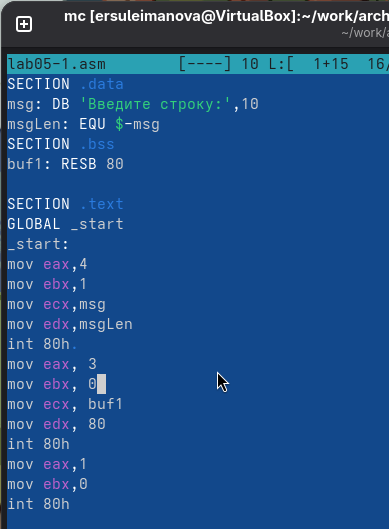 mc [ersuleimanova@VirtualBox]:~/work/arch
~/work/a
lab05-1.asm [----] 10 L:[ 1+15 16/
SECTION .data
msg: DB 'Введите строку:',10
msgLen: EQU $-msg
SECTION .bss
buf1: RESB 80
SECTION .text
GLOBAL _start
_start:
mov eax,4
mov ebx,1
mov ecx,msg
mov edx,msgLen
int 80h.
mov eax, 3
mov ebx, 0
mov ecx, buf1
mov edx, 80
int 80h
mov eax,1
mov ebx,0
int 80h